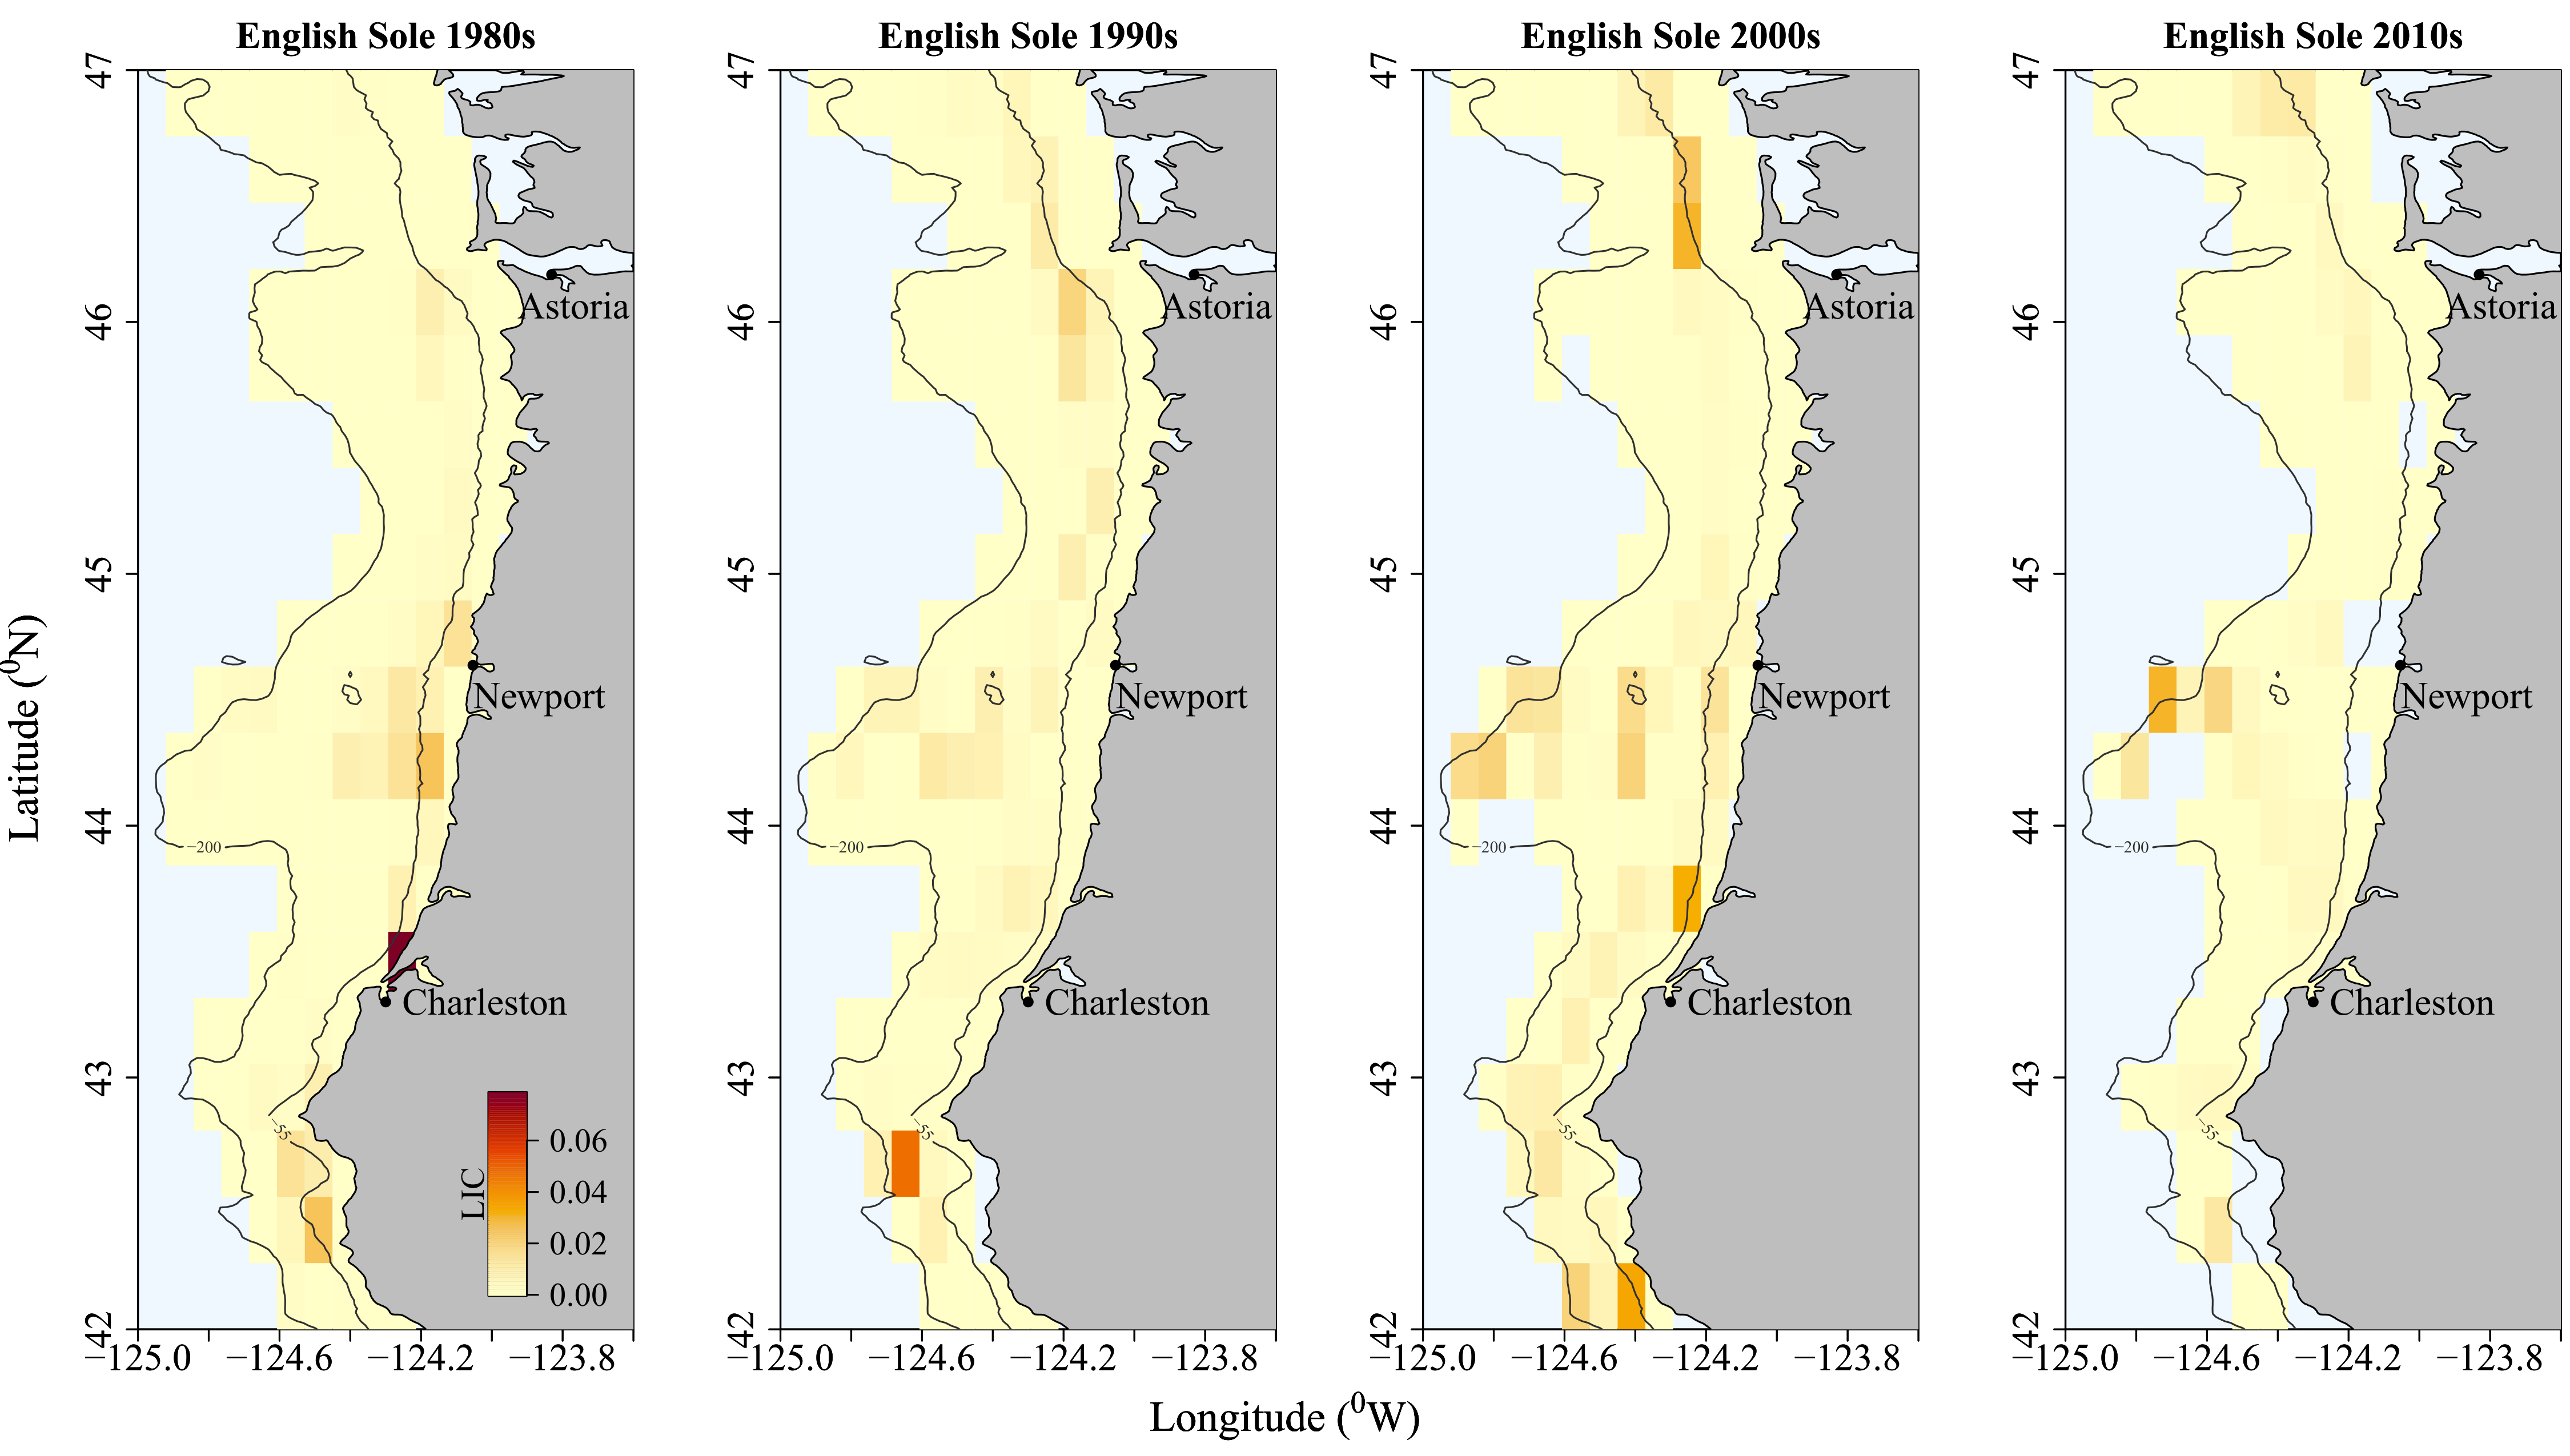 English Sole 1980s
English Sole 1990s
English Sole 2000s
English Sole 2010s
Latitude (⁰N)
47
46
45
44
43
42
Astoria
Newport
−200
Charleston
−55
LIC
0.06
0.04
0.02
0.00
−125.0
−124.6
−124.2
−123.8
47
46
45
44
43
42
Astoria
Newport
−200
Charleston
−55
−125.0
−124.6
−124.2
−123.8
47
46
45
44
43
42
Astoria
Newport
−200
Charleston
−55
−125.0
−124.6
−124.2
−123.8
47
46
45
44
43
42
Astoria
Newport
−200
Charleston
−55
−125.0
−124.6
−124.2
−123.8
Longitude (⁰W)